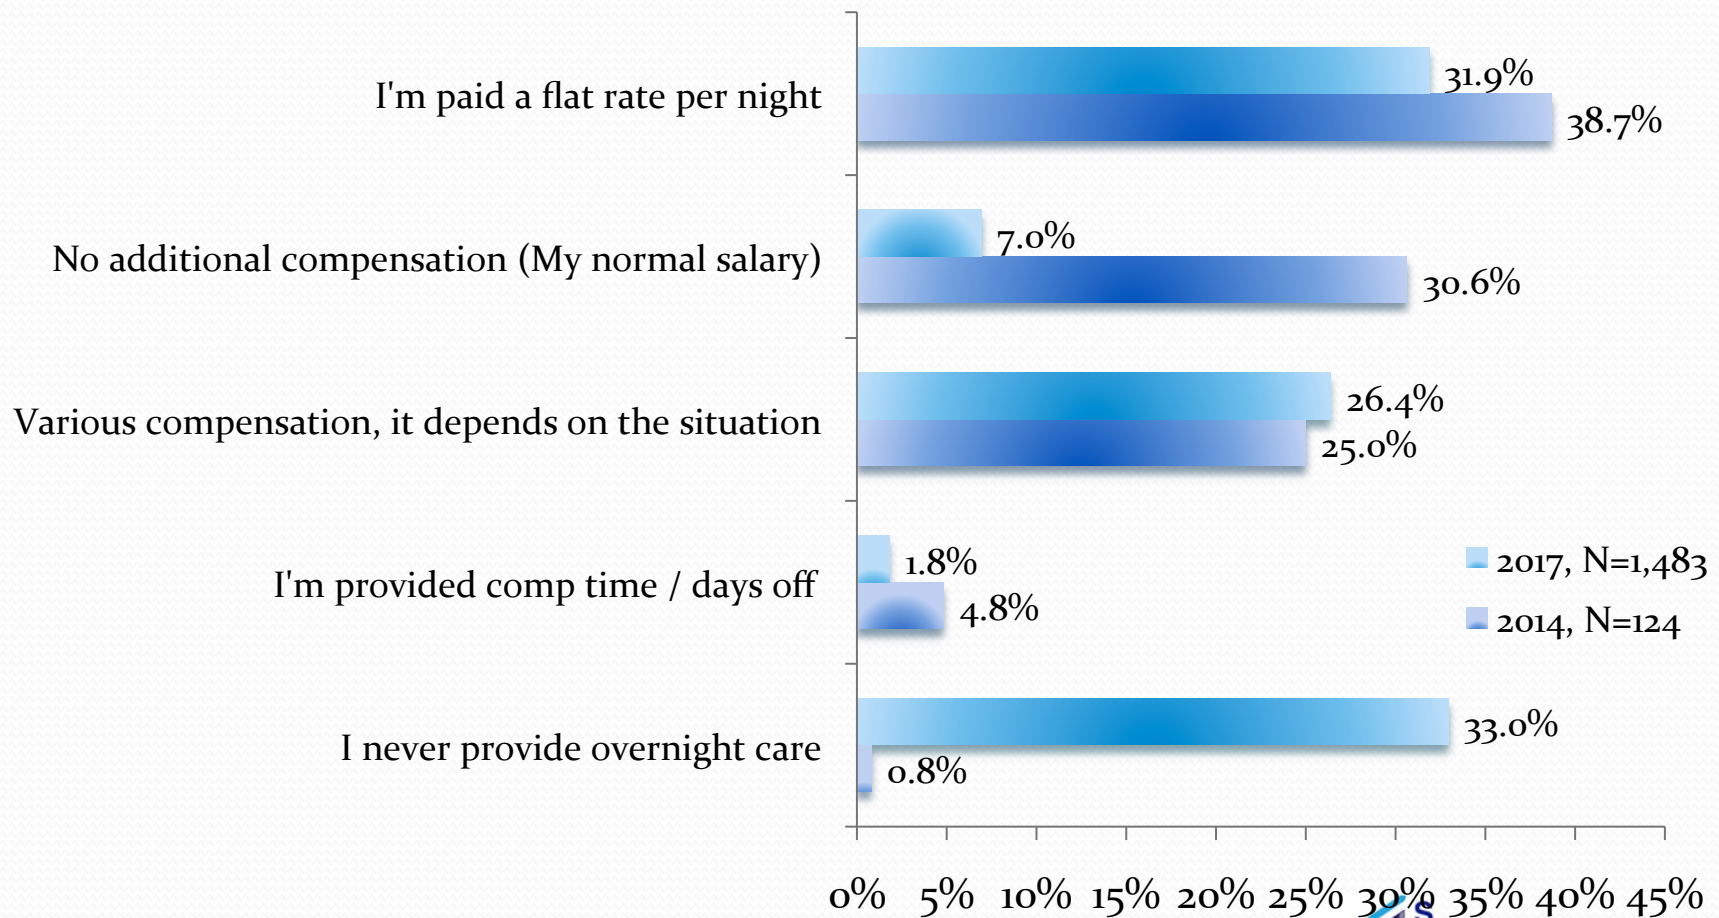 I'm paid a flat rate per night
31.9%
38.7%
No additional compensation (My normal salary)
7.0%
30.6%
Various compensation, it depends on the situation
26.4%
25.0%
I'm provided comp time / days off
1.8%
4.8%
2017, N=1,483
2014, N=124
I never provide overnight care
33.0%
0.8%
0% 5% 10% 15% 20% 25% 30% 35% 40% 45%
S